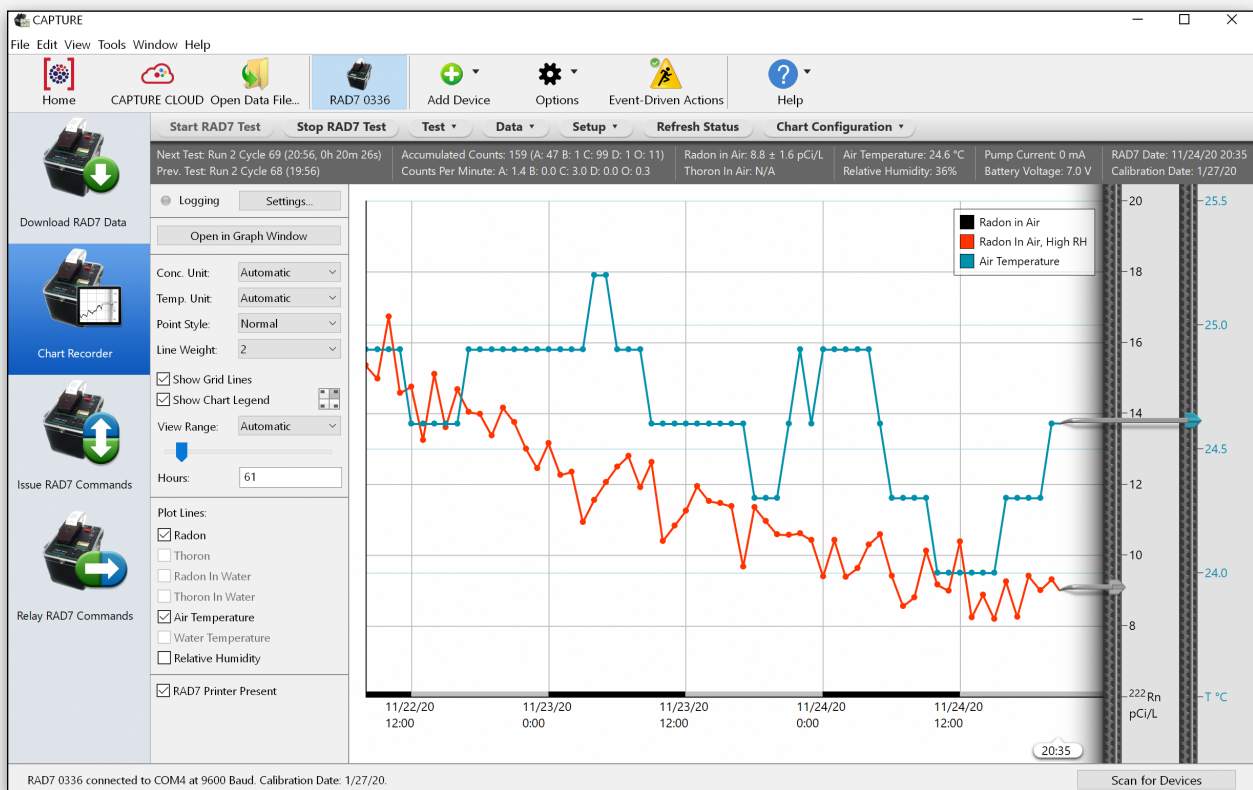 CAPTURE
File Edit View Tools Window Help
Home CAPTURE CLOUD Open Data File... RAD7 0336 Add Device Options Event-Driven Actions Help
Start RAD7 Test Stop RAD7 Test Test Data Setup Refresh Status Chart Configuration
Next Test: Run 2 Cycle 69 (20:56, 0h 20m 26s) Accumulated Counts: 159 (A: 47 B: 1 C: 99 D: 1 O: 11) Radon in Air: 8.8 ± 1.6 pCi/L Air Temperature: 24.6 °C Pump Current: 0 mA RAD7 Date: 11/24/20 20:35
Prev. Test: Run 2 Cycle 68 (19:56) Counts Per Minute: A: 1.4 B: 0.0 C: 3.0 D: 0.0 O: 0.3 Thoron In Air: N/A Relative Humidity: 36% Battery Voltage: 7.0 V Calibration Date: 1/27/20
Download RAD7 Data
Chart Recorder
Issue RAD7 Commands
Relay RAD7 Commands
Logging Settings...
Open in Graph Window
Conc. Unit: Automatic
Temp. Unit: Automatic
Point Style: Normal
Line Weight: 2
Show Grid Lines
Show Chart Legend
View Range: Automatic
Hours: 61
Plot Lines:
Radon
Thoron
Radon In Water
Thoron In Water
Air Temperature
Water Temperature
Relative Humidity
RAD7 Printer Present
Radon in Air
Radon In Air, High RH
Air Temperature
20
18
16
14
12
10
8
222Rn
pCi/L
25.5
25.0
24.5
24.0
T °C
11/22/20 11/23/20 11/23/20 11/24/20 11/24/20
12:00 0:00 12:00 0:00 12:00
20:35
RAD7 0336 connected to COM4 at 9600 Baud. Calibration Date: 1/27/20. Scan for Devices